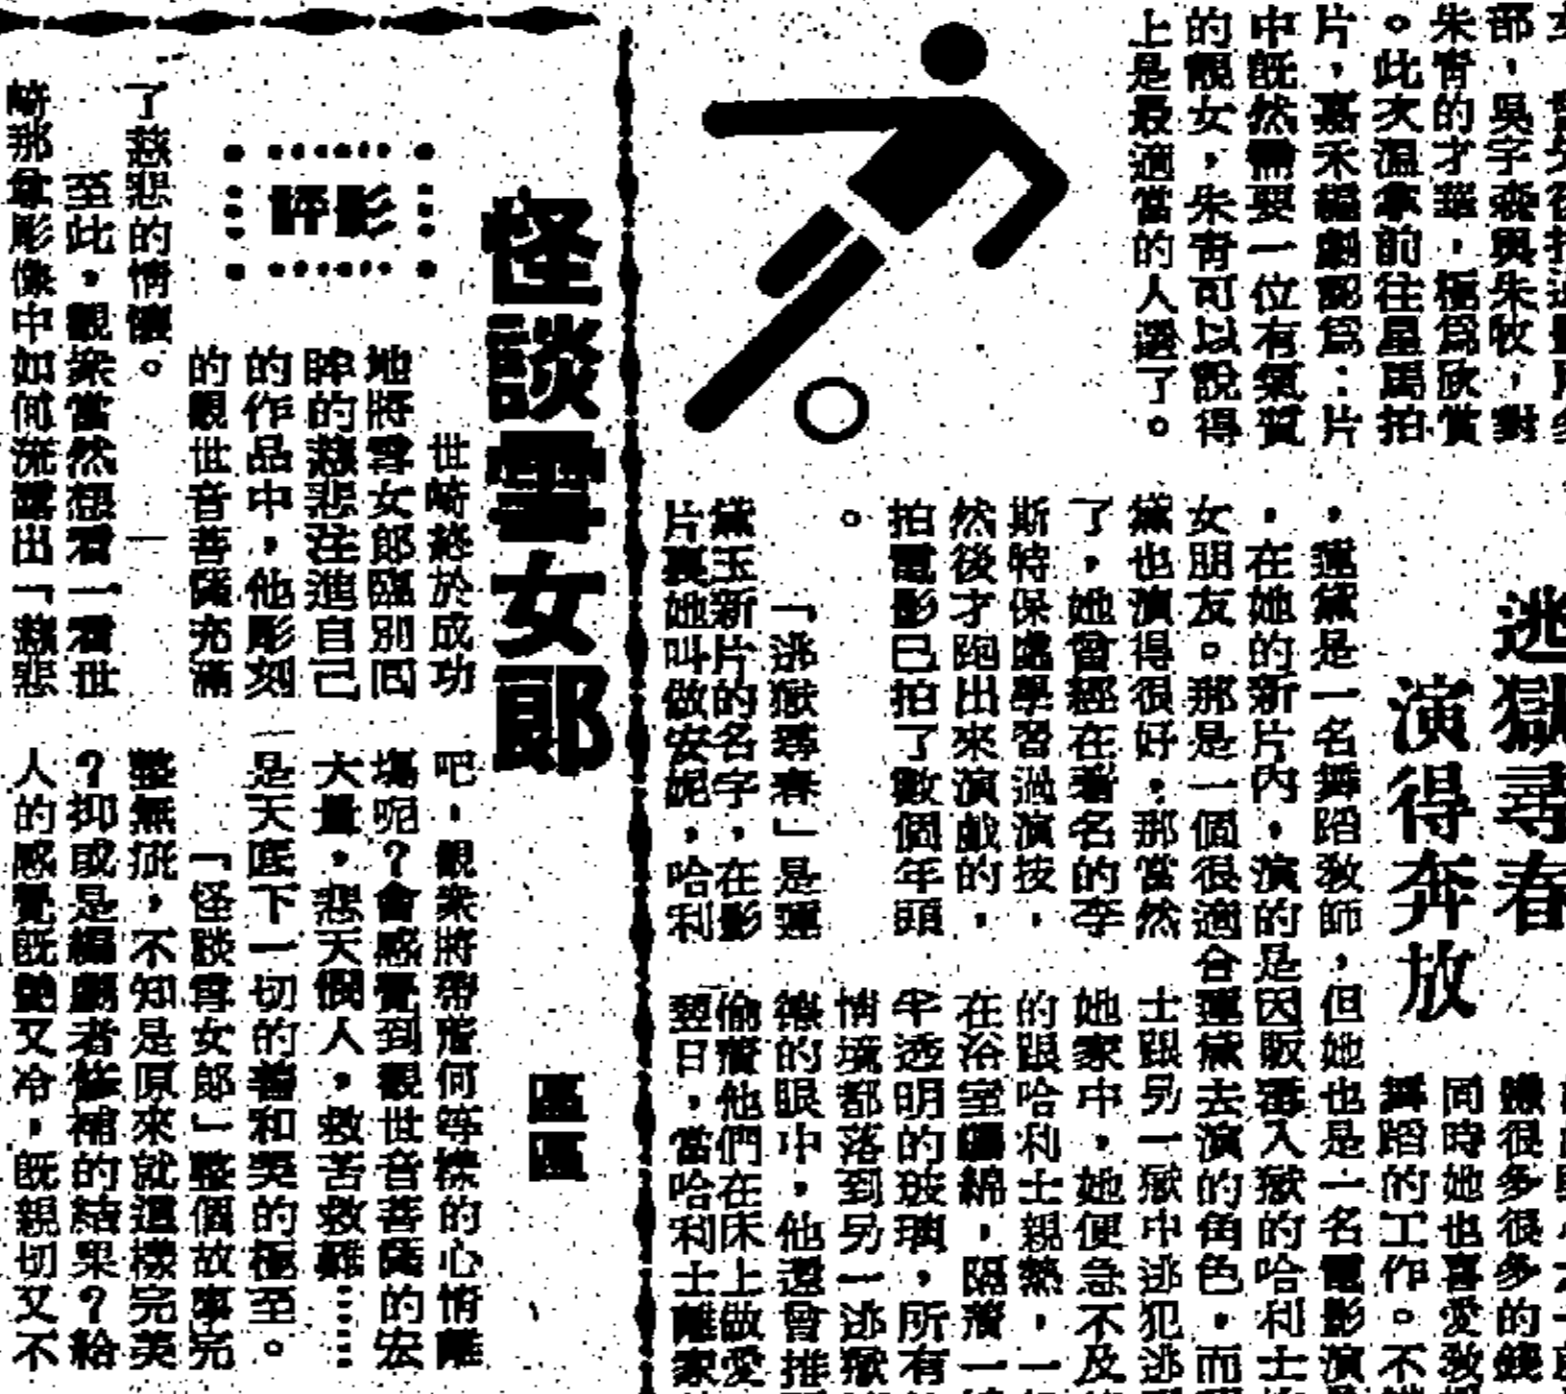 部，吳宇森與朱牧，對
朱青的才華，極爲欣賞
。此次溫拿前往星馬拍
片，嘉禾編劇認爲：片
中旣然需要一位有氣質
的靚女，朱青可以說得
上是最適當的人選了。
逃獄尋春
演得奔放
賺很多很多的錢
同時她也喜愛教
舞蹈的工作。不
，蓮黛是一名舞蹈教師，但她也是一名電影演
，在她的新片內，演的是因販毒入獄的哈利士
女朋友。那是一個很適合蓮黛去演的角色，而
黛也演得很好。那當然
了，她曾經在著名的李
斯特保處學習過演技，
然後才跑出來演戲的，
拍電影已拍了數個年頭
。
「逃獄尋春」是蓮
黛玉新片的名字，在影
片裏她叫做安妮，哈利
士跟另一獄中逃犯逃
她家中，她便急不及
的跟哈利士親熱，一
在浴室纏綿，隔着一
半透明的玻璃，所有
情境都落到另一逃獄
的眼中，他還曾推
偷窺他們在床上做愛
翌日，當哈利士離家
怪談雪女郎
區區
影評
世崎終於成功
地將雪女郎臨別回
眸的慈悲注進自己
的作品中，他彫刻
的觀世音菩薩充滿
了慈悲的情懷。
至此，觀衆當然想看一看世
崎那尊彫像中如何流露出「慈悲
吧，觀衆將帶着何等樣的心情離
塲呢？會感覺到觀世音菩薩的宏
大量，悲天憫人，救苦救難……
是天底下一切的善和美的極至。
「怪談雪女郎」整個故事完
整無疵，不知是原來就這樣完美
？抑或是編劇者修補的結果？給
人的感覺旣艷又冷，旣親切又不